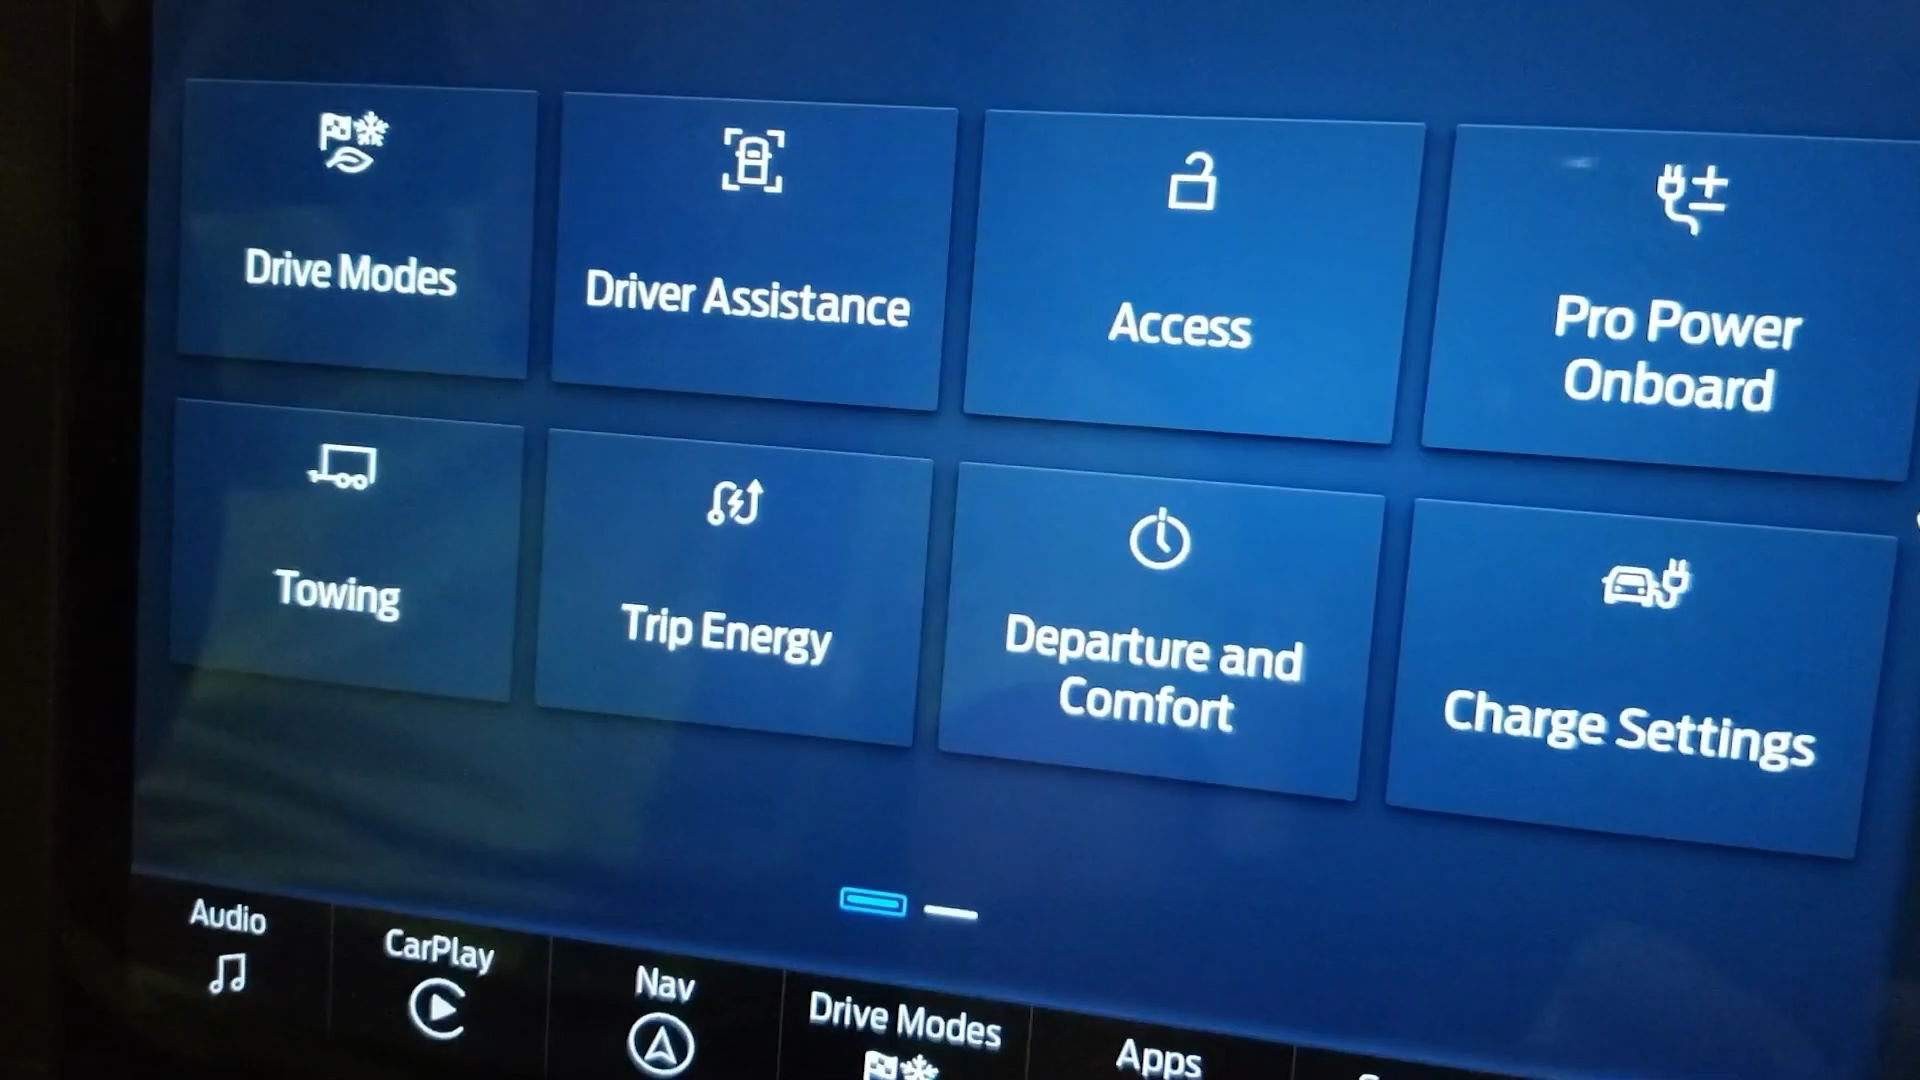 Drive Modes
Driver Assistance
Access
Pro Power
Onboard
Towing
Trip Energy
Departure and
Comfort
Charge Settings
Audio
CarPlay
Nav
Drive Modes
Apps